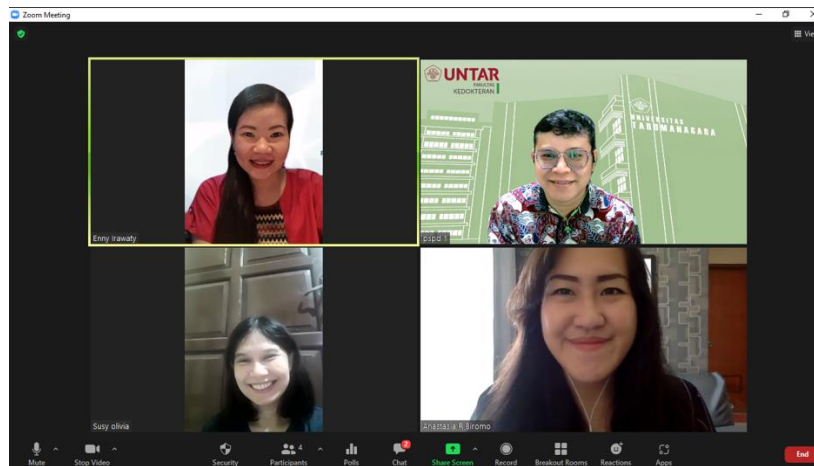 Zoom Meeting
Vie
UNTAR
FAKULTAS
KEDOKTERAN
UNIVERSITAS
TARUMANAGARA
Enny Irawaty
pspd 1
Susy olivia
Anastasia R Biromo
4
2
Mute
Stop Video
Security
Participants
Polls
Chat
Share Screen
Record
Breakout Rooms
Reactions
Apps
End